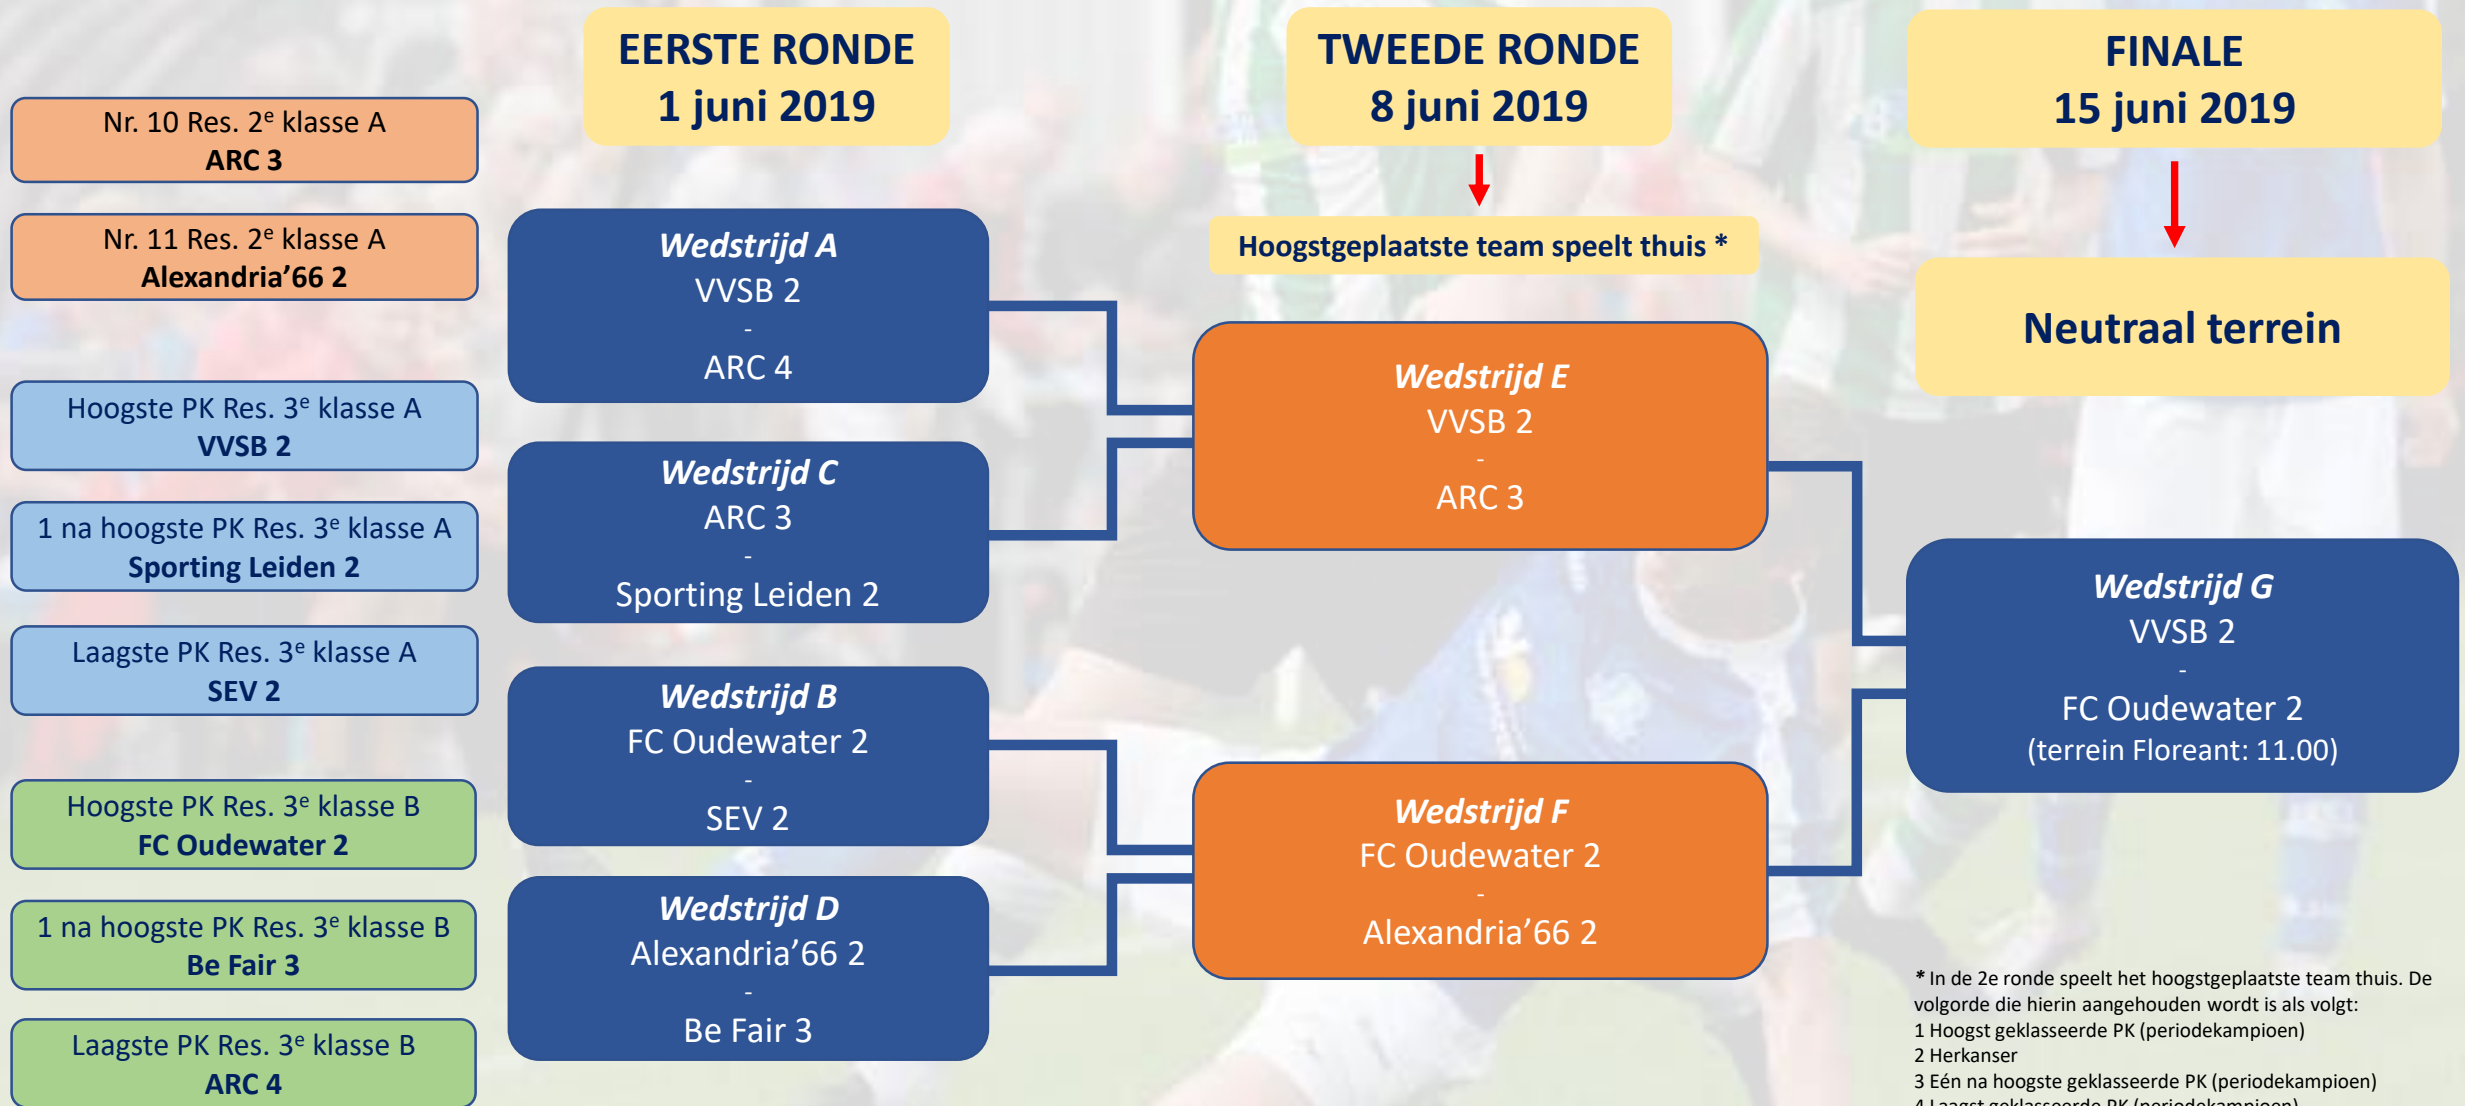 EERSTE RONDE
1 juni 2019
TWEEDE RONDE
8 juni 2019
FINALE
15 juni 2019
Nr. 10 Res. 2e klasse A
ARC 3
Nr. 11 Res. 2e klasse A
Alexandria’66 2
Hoogste PK Res. 3e klasse A
VVSB 2
1 na hoogste PK Res. 3e klasse A
Sporting Leiden 2
Laagste PK Res. 3e klasse A
SEV 2
Hoogste PK Res. 3e klasse B
FC Oudewater 2
1 na hoogste PK Res. 3e klasse B
Be Fair 3
Laagste PK Res. 3e klasse B
ARC 4
Wedstrijd A
VVSB 2
-
ARC 4
Wedstrijd C
ARC 3
-
Sporting Leiden 2
Wedstrijd B
FC Oudewater 2
-
SEV 2
Wedstrijd D
Alexandria’66 2
-
Be Fair 3
Hoogstgeplaatste team speelt thuis *
Wedstrijd E
VVSB 2
-
ARC 3
Wedstrijd F
FC Oudewater 2
-
Alexandria’66 2
Neutraal terrein
Wedstrijd G
VVSB 2
-
FC Oudewater 2
(terrein Floreant: 11.00)
* In de 2e ronde speelt het hoogstgeplaatste team thuis. De
volgorde die hierin aangehouden wordt is als volgt:
1 Hoogst geklasseerde PK (periodekampioen)
2 Herkanser
3 Eén na hoogste geklasseerde PK (periodekampioen)
4 Laagst geklasseerde PK (periodekampioen)